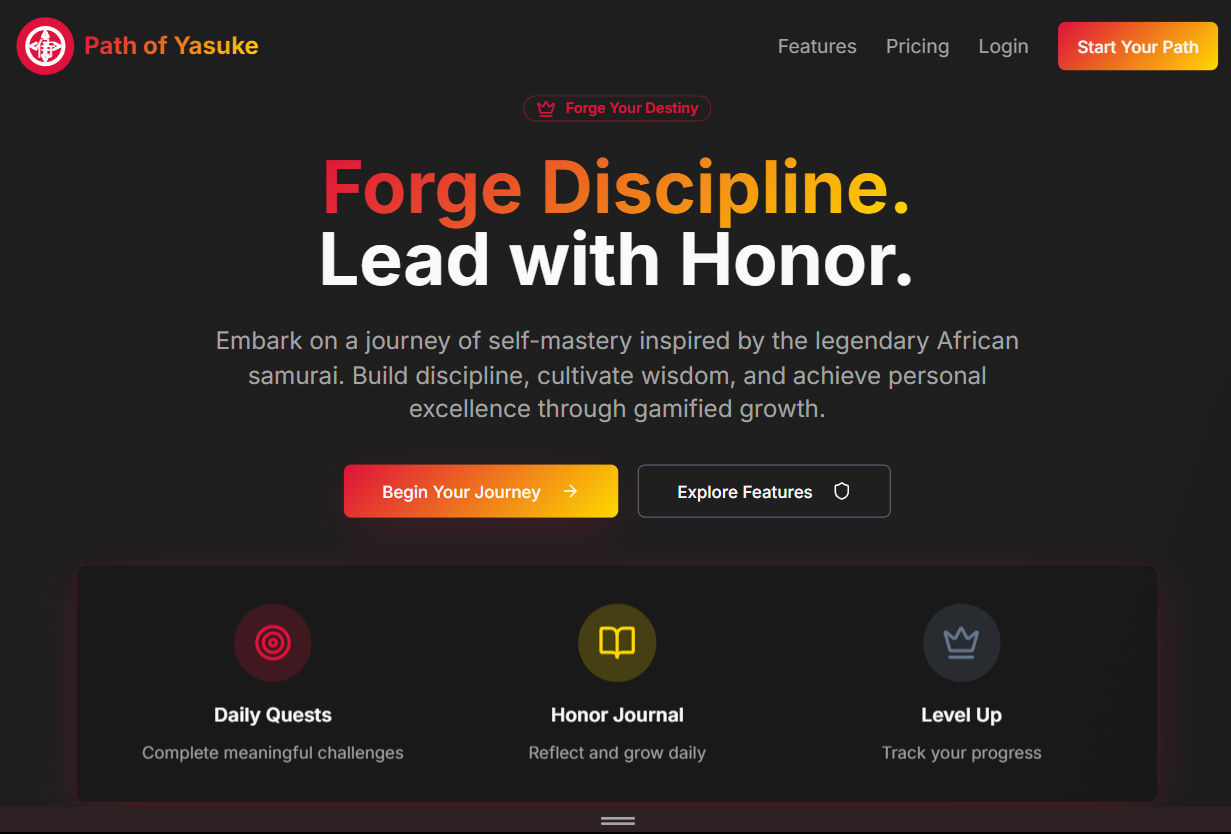 Path of Yasuke
Features
Pricing
Login
Start Your Path
Forge Your Destiny
Forge Discipline.
Lead with Honor.
Embark on a journey of self-mastery inspired by the legendary African
samurai. Build discipline, cultivate wisdom, and achieve personal
excellence through gamified growth.
Begin Your Journey
Explore Features
Daily Quests
Complete meaningful challenges
Honor Journal
Reflect and grow daily
Level Up
Track your progress